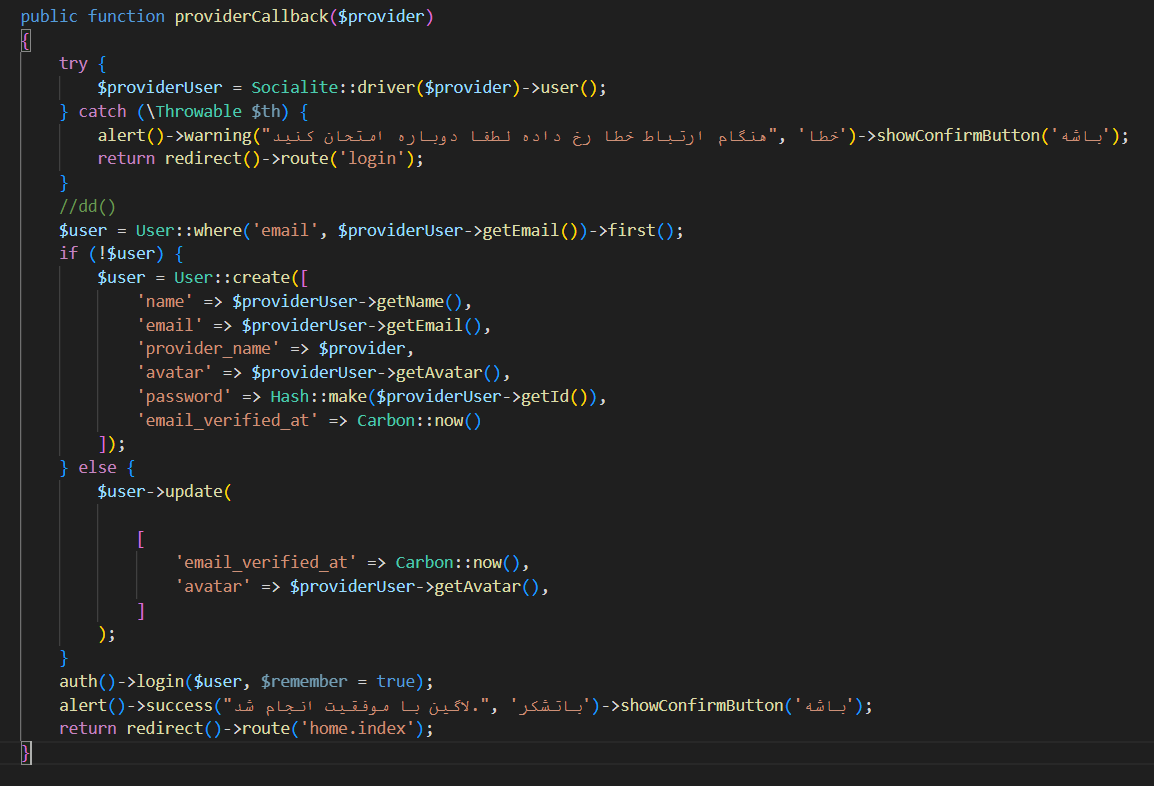 public function providerCallback($provider)
{
try {
$providerUser = Socialite::driver($provider)->user();
} catch (\Throwable $th) {
alert()->warning("هنگام ارتباط خطا رخ داده لطفا دوباره امتحان کنید", 'خطا')->showConfirmButton('باشه');
return redirect()->route('login');
}
//dd()
$user = User::where('email', $providerUser->getEmail())->first();
if (!$user) {
$user = User::create([
'name' => $providerUser->getName(),
'email' => $providerUser->getEmail(),
'provider_name' => $provider,
'avatar' => $providerUser->getAvatar(),
'password' => Hash::make($providerUser->getId()),
'email_verified_at' => Carbon::now()
]);
} else {
$user->update(
[
'email_verified_at' => Carbon::now(),
'avatar' => $providerUser->getAvatar(),
]
);
}
auth()->login($user, $remember = true);
alert()->success("لاگین با موفقیت انجام شد.", 'باتشکر')->showConfirmButton('باشه');
return redirect()->route('home.index');
}